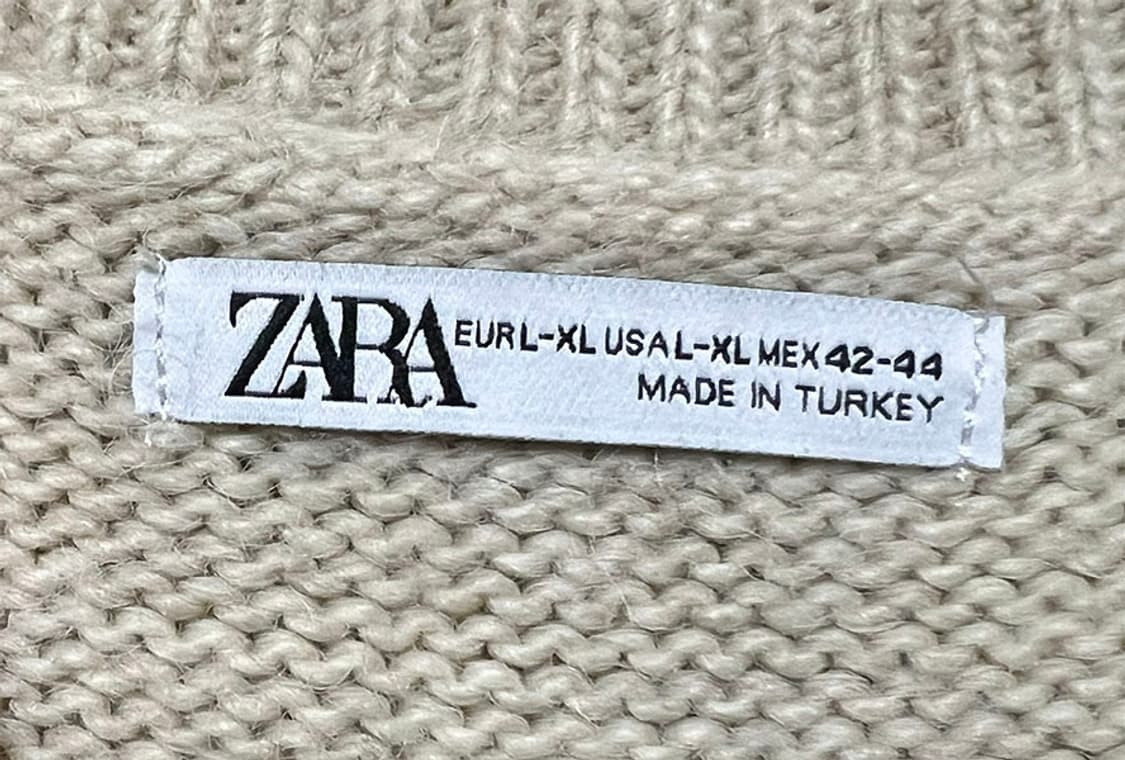 ZARA EUR L-XL USA L-XL MEX 42-44
MADE IN TURKEY